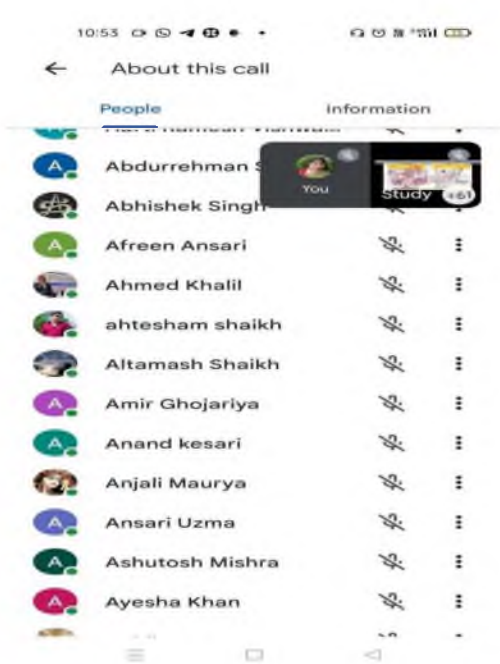 10:53
About this call
People Information
Abdurrehman S
You
Study +61
Abhishek Singh
Afreen Ansari
Ahmed Khalil
ahtesham shaikh
Altamash Shaikh
Amir Ghojariya
Anand kesari
Anjali Maurya
Ansari Uzma
Ashutosh Mishra
Ayesha Khan